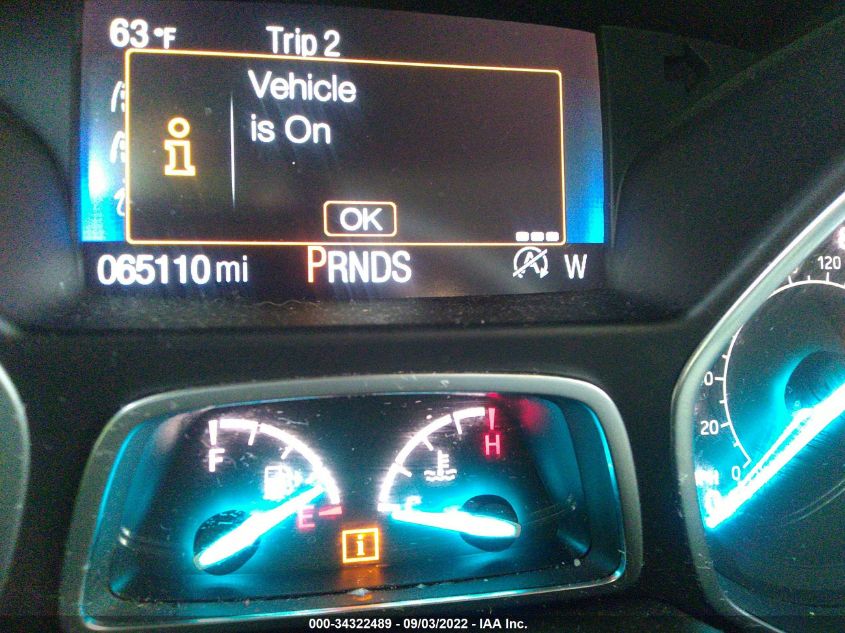 63°F Trip 2
Vehicle
is On
OK
065110 mi PRNDS A W
120
20
0
F
E
C
H
000-34322489 - 09/03/2022 - IAA Inc.